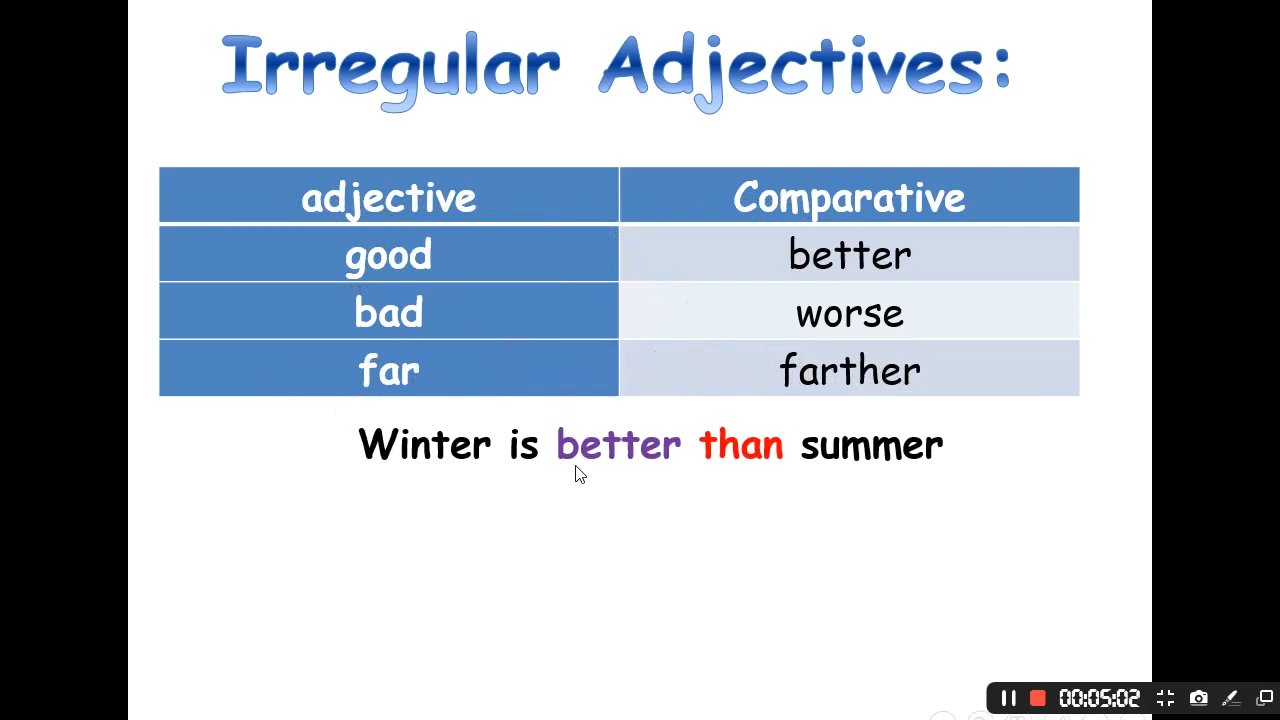 Irregular Adjectives:
adjective Comparative
good better
bad worse
far farther
Winter is better than summer
00:05:02